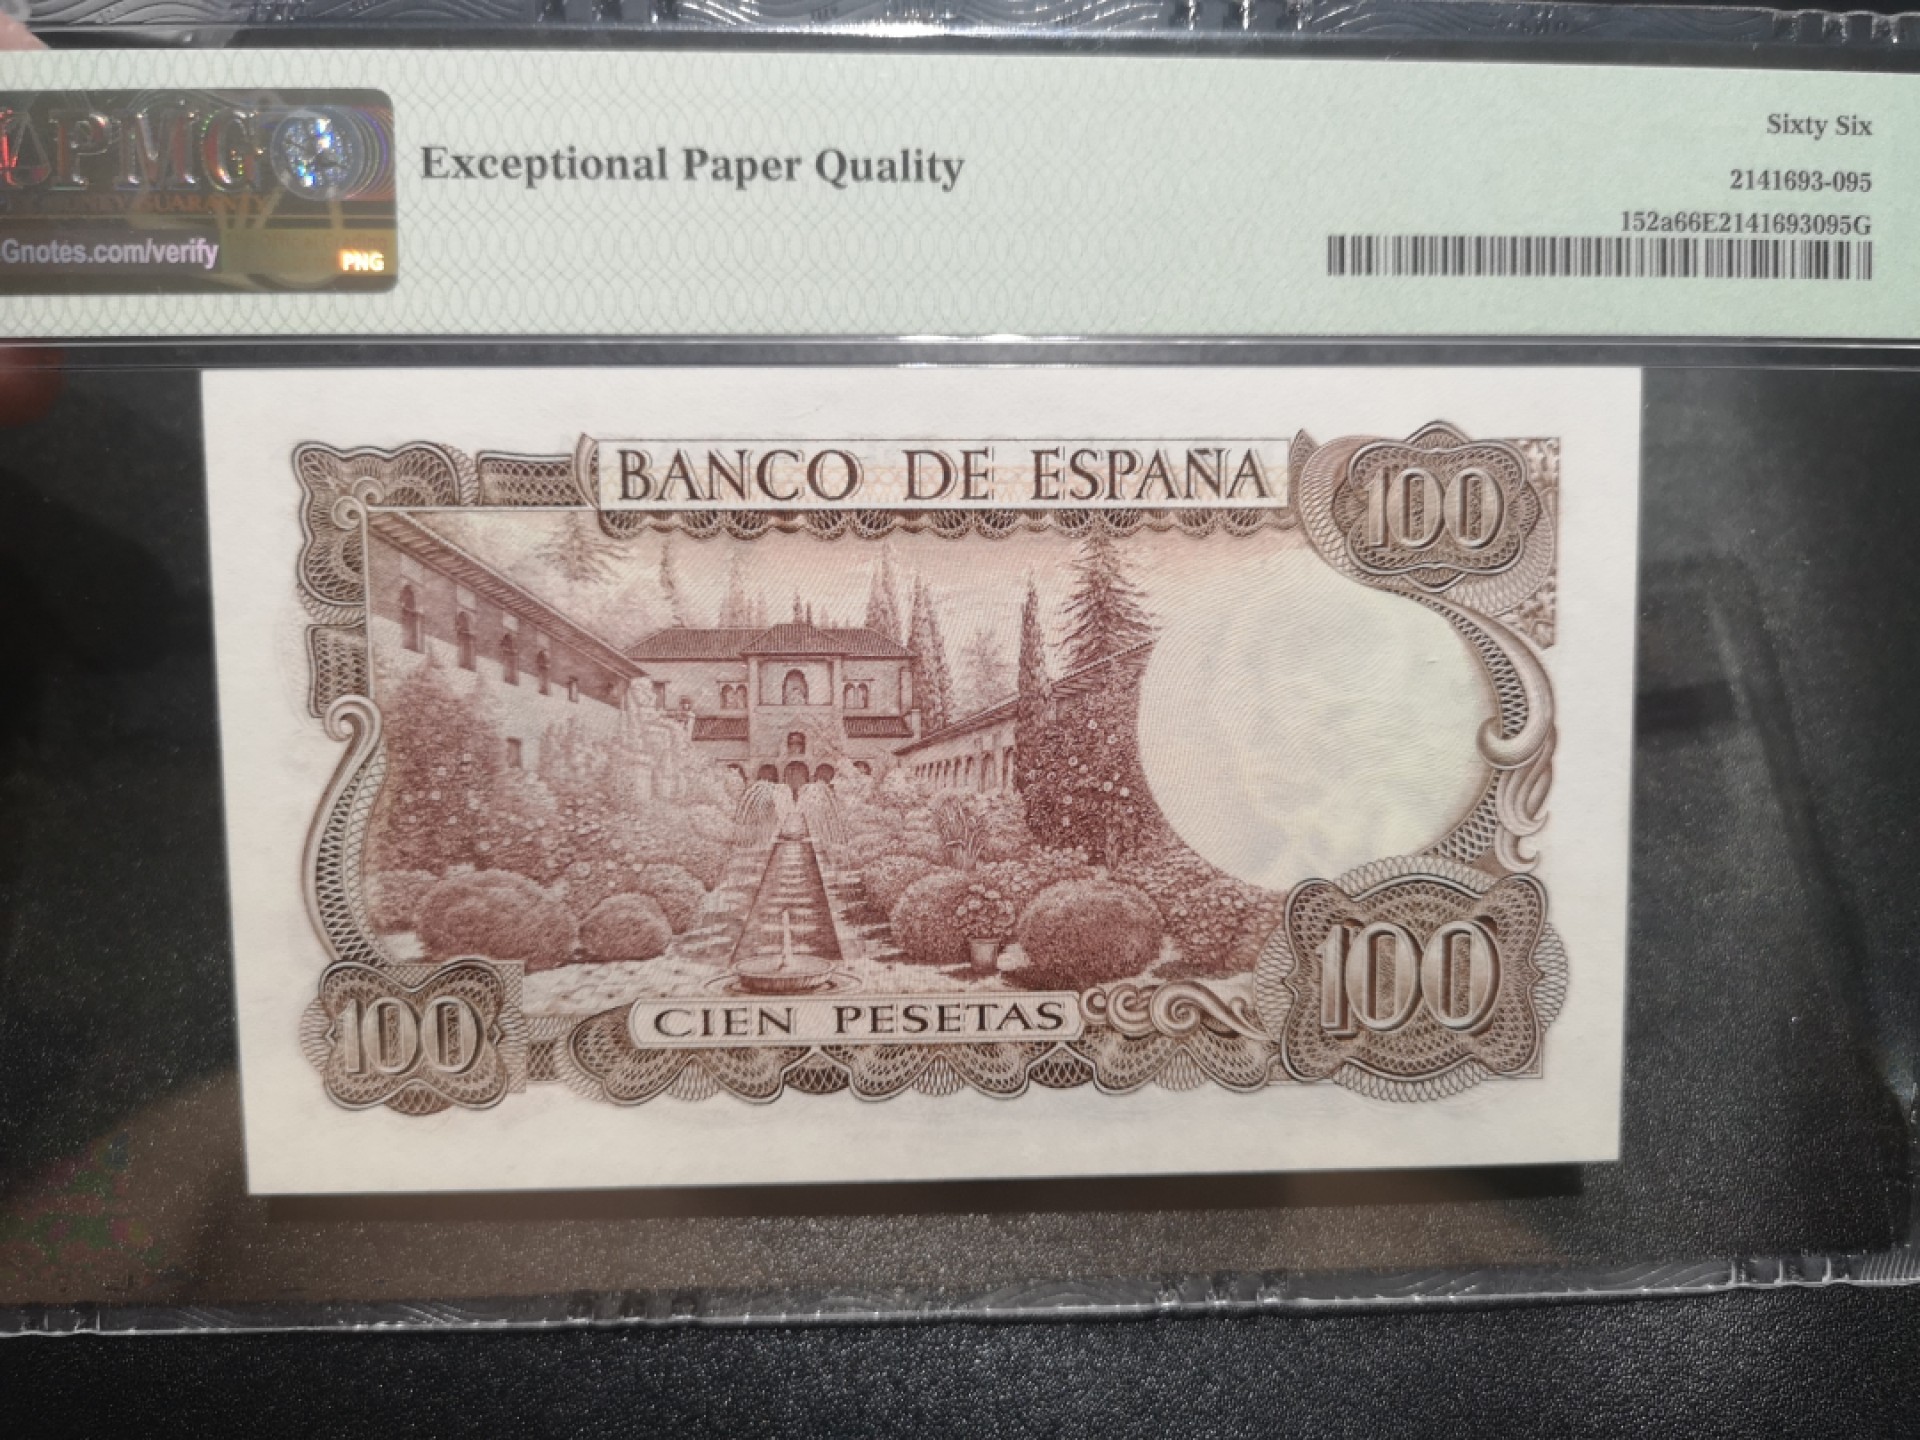 PMG
Gnotes.com/verify
PNG
Exceptional Paper Quality
Sixty Six
2141693-095
152a66E2141693095G
BANCO DE ESPAÑA
100
100
CIEN PESETAS
100